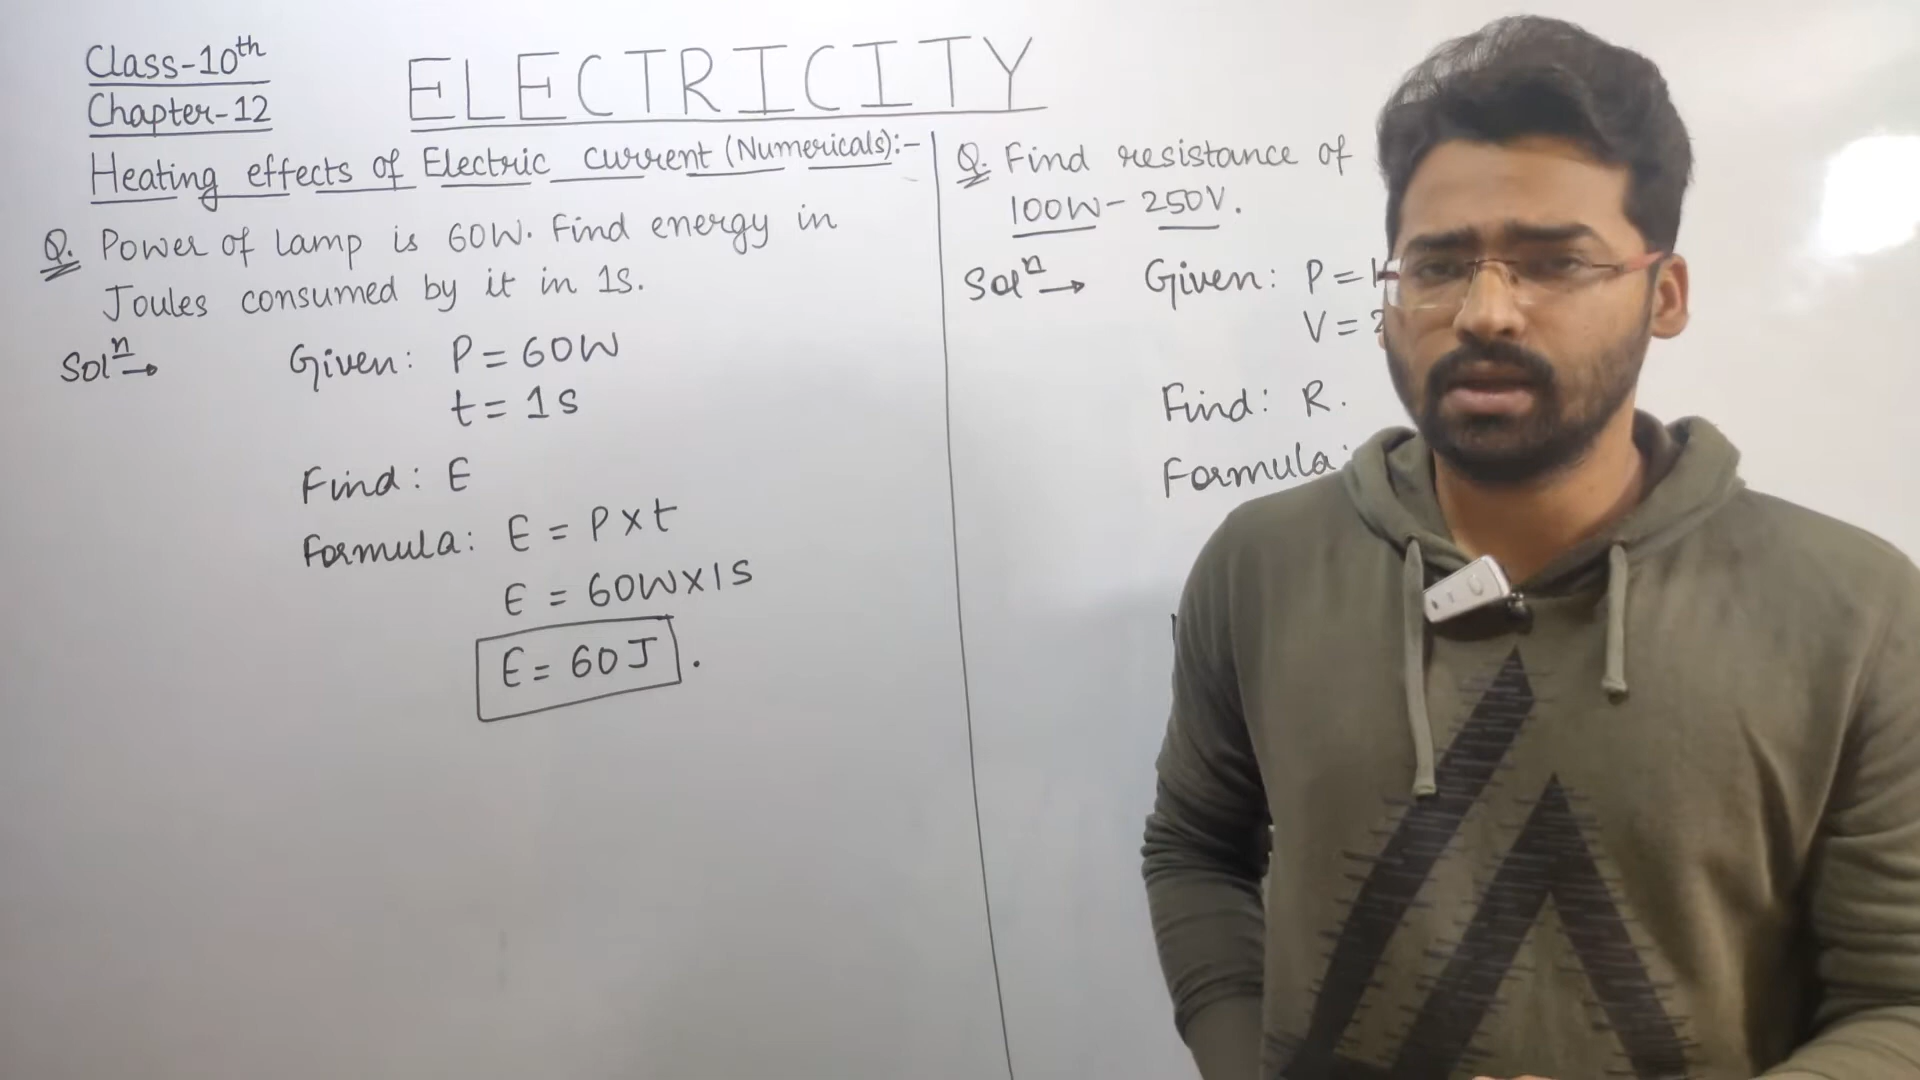 Class-10th
Chapter-12
ELECTRICITY
Heating effects of Electric current (Numericals):-
Q. Power of lamp is 60W. Find energy in
Joules consumed by it in 1s.
Solⁿ→ Given: P = 60W
t = 1s
Find: E
Formula: E = P×t
E = 60W×1s
E = 60J.
Q. Find resistance of
100W- 250V.
Solⁿ→ Given: P =
V =
Find: R.
Formula: